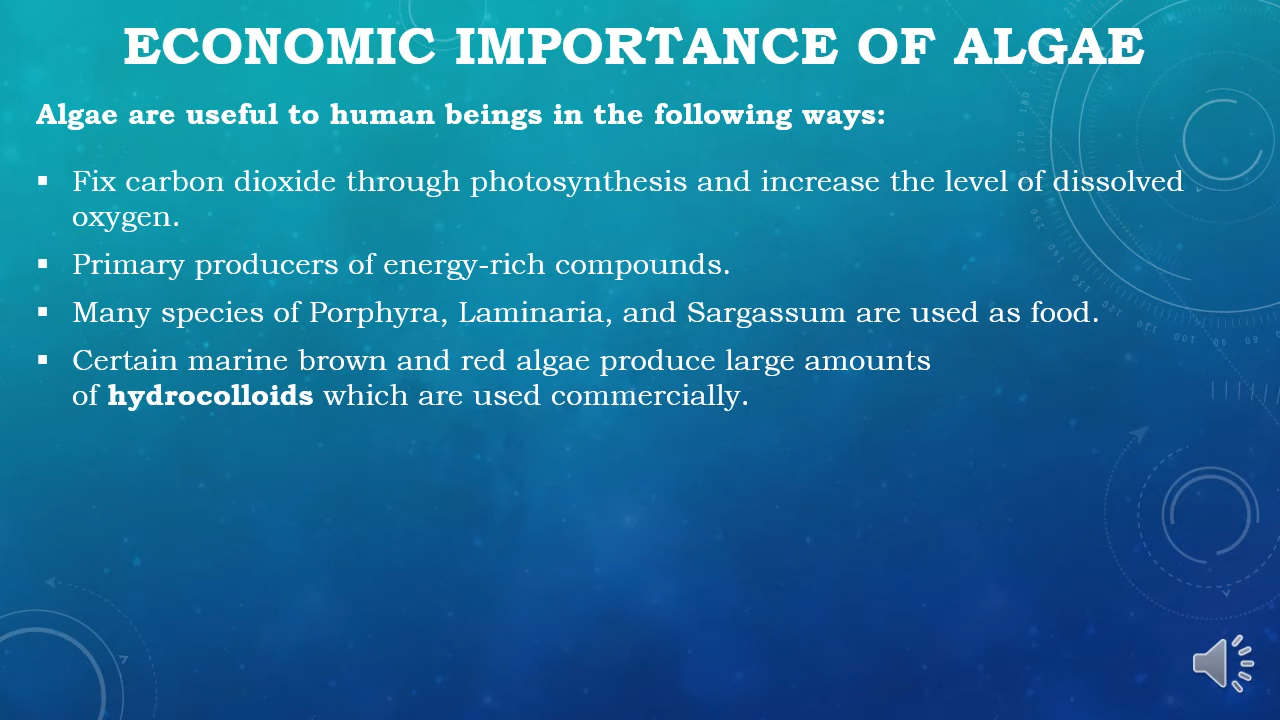 ECONOMIC IMPORTANCE OF ALGAE
Algae are useful to human beings in the following ways:
▪ Fix carbon dioxide through photosynthesis and increase the level of dissolved
oxygen.
▪ Primary producers of energy-rich compounds.
▪ Many species of Porphyra, Laminaria, and Sargassum are used as food.
▪ Certain marine brown and red algae produce large amounts
of hydrocolloids which are used commercially.